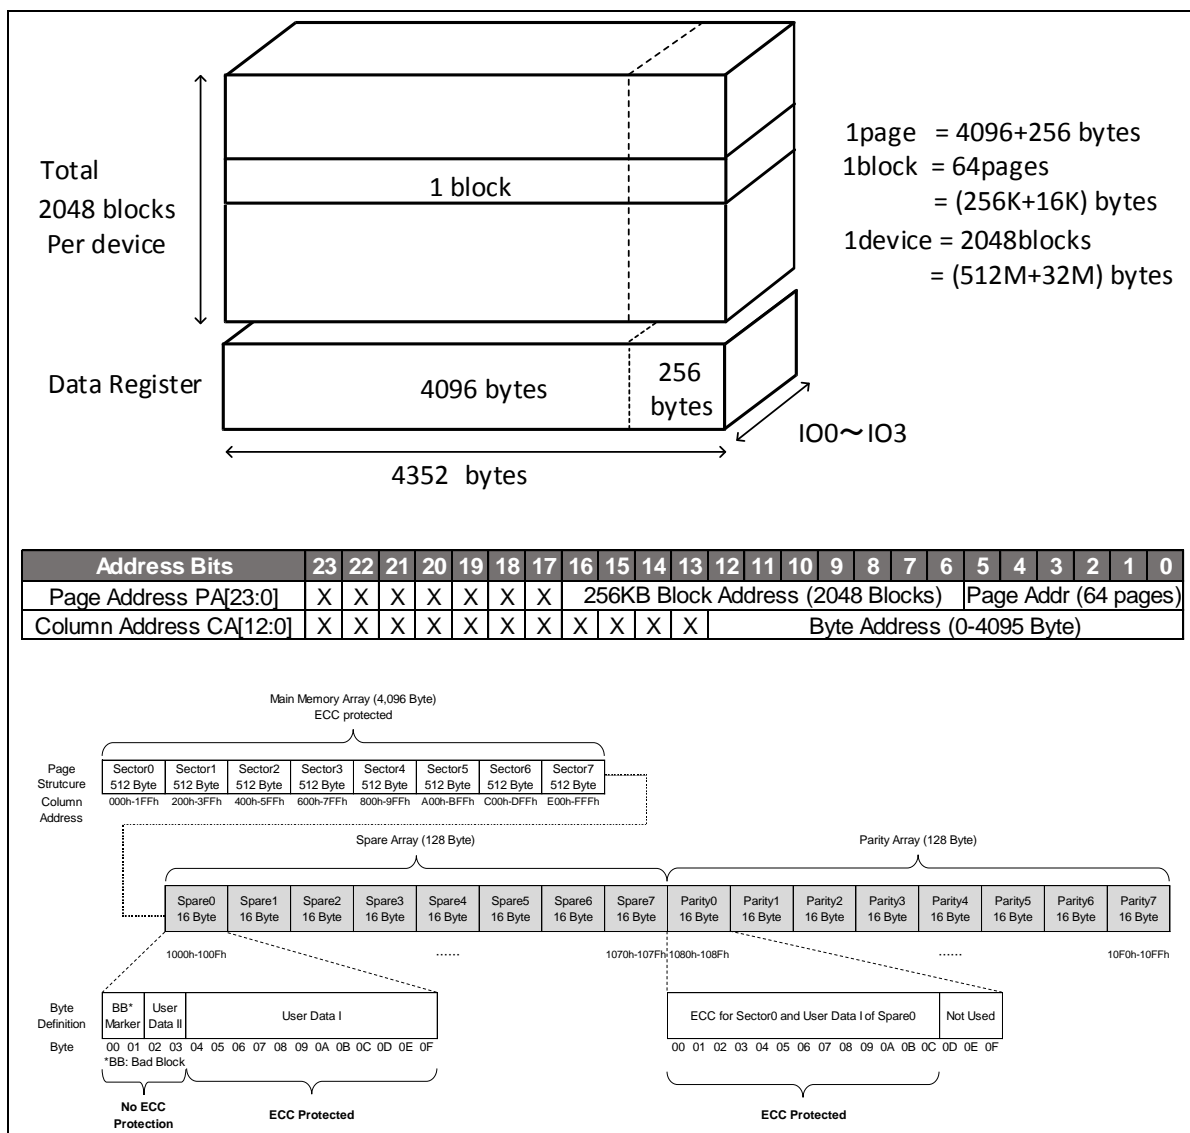 Total
2048 blocks
Per device
1 block
1page = 4096+256 bytes
1block = 64pages
= (256K+16K) bytes
1device = 2048blocks
= (512M+32M) bytes
Data Register
4096 bytes
256
bytes
IO0～IO3
4352 bytes
Address Bits 23 22 21 20 19 18 17 16 15 14 13 12 11 10 9 8 7 6 5 4 3 2 1 0
Page Address PA[23:0] X X X X X X X 256KB Block Address (2048 Blocks) Page Addr (64 pages)
Column Address CA[12:0] X X X X X X X X X X X Byte Address (0-4095 Byte)
Main Memory Array (4,096 Byte)
ECC protected
Page
Strutcure
Column
Address
Sector0 Sector1 Sector2 Sector3 Sector4 Sector5 Sector6 Sector7
512 Byte 512 Byte 512 Byte 512 Byte 512 Byte 512 Byte 512 Byte 512 Byte
000h-1FFh 200h-3FFh 400h-5FFh 600h-7FFh 800h-9FFh A00h-BFFh C00h-DFFh E00h-FFFh
Spare Array (128 Byte) Parity Array (128 Byte)
Spare0 Spare1 Spare2 Spare3 Spare4 Spare5 Spare6 Spare7 Parity0 Parity1 Parity2 Parity3 Parity4 Parity5 Parity6 Parity7
16 Byte 16 Byte 16 Byte 16 Byte 16 Byte 16 Byte 16 Byte 16 Byte 16 Byte 16 Byte 16 Byte 16 Byte 16 Byte 16 Byte 16 Byte 16 Byte
1000h-100Fh ...... 1070h-107Fh 1080h-108Fh ...... 10F0h-10FFh
Byte
Definition
BB*
Marker
User
Data II
User Data I
ECC for Sector0 and User Data I of Spare0
Not Used
Byte 00 01 02 03 04 05 06 07 08 09 0A 0B 0C 0D 0E 0F 00 01 02 03 04 05 06 07 08 09 0A 0B 0C 0D 0E 0F
*BB: Bad Block
No ECC
Protection
ECC Protected
ECC Protected